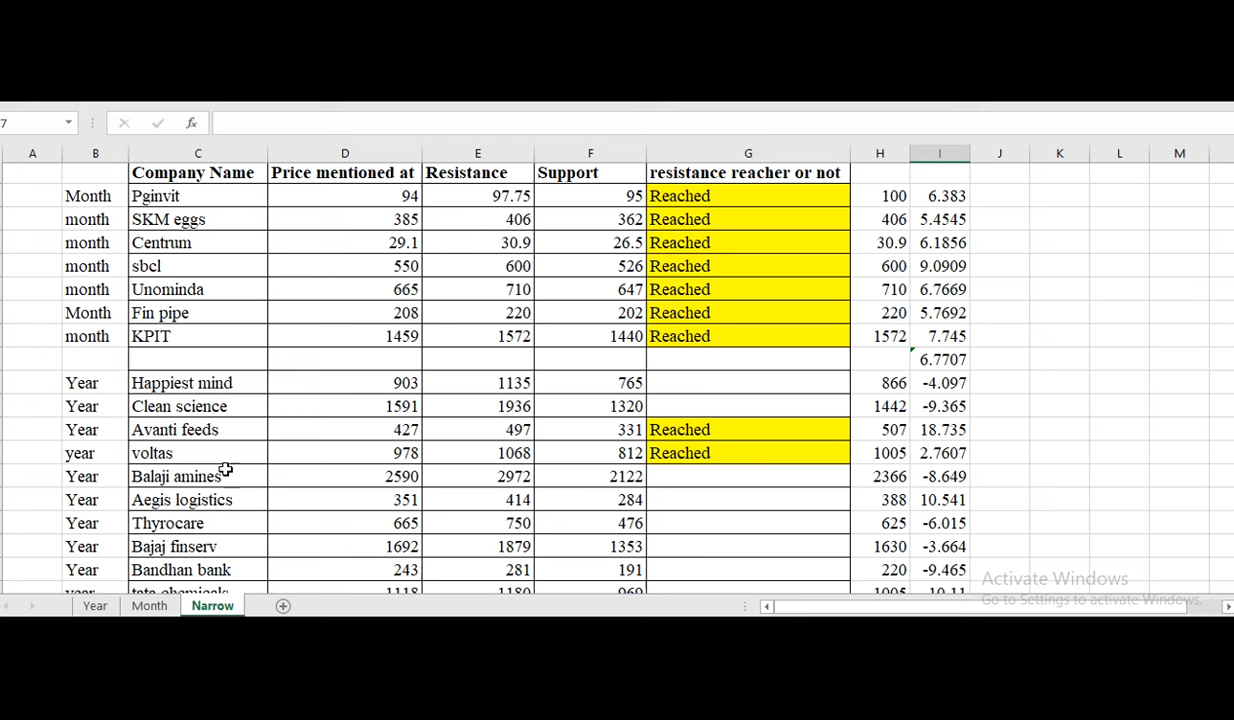 7 fx
A B C D E F G H I J K L M
Company Name Price mentioned at Resistance Support resistance reacher or not
Month Pginvit 94 97.75 95 Reached 100 6.383
month SKM eggs 385 406 362 Reached 406 5.4545
month Centrum 29.1 30.9 26.5 Reached 30.9 6.1856
month sbcl 550 600 526 Reached 600 9.0909
month Unominda 665 710 647 Reached 710 6.7669
Month Fin pipe 208 220 202 Reached 220 5.7692
month KPIT 1459 1572 1440 Reached 1572 7.745
6.7707
Year Happiest mind 903 1135 765 866 -4.097
Year Clean science 1591 1936 1320 1442 -9.365
Year Avanti feeds 427 497 331 Reached 507 18.735
year voltas 978 1068 812 Reached 1005 2.7607
Year Balaji amines 2590 2972 2122 2366 -8.649
Year Aegis logistics 351 414 284 388 10.541
Year Thyrocare 665 750 476 625 -6.015
Year Bajaj finserv 1692 1879 1353 1630 -3.664
Year Bandhan bank 243 281 191 220 -9.465
year tata chemicals 1118 1180 969 1005 -10.11
Activate Windows
Go to Settings to activate Windows.
Year Month Narrow